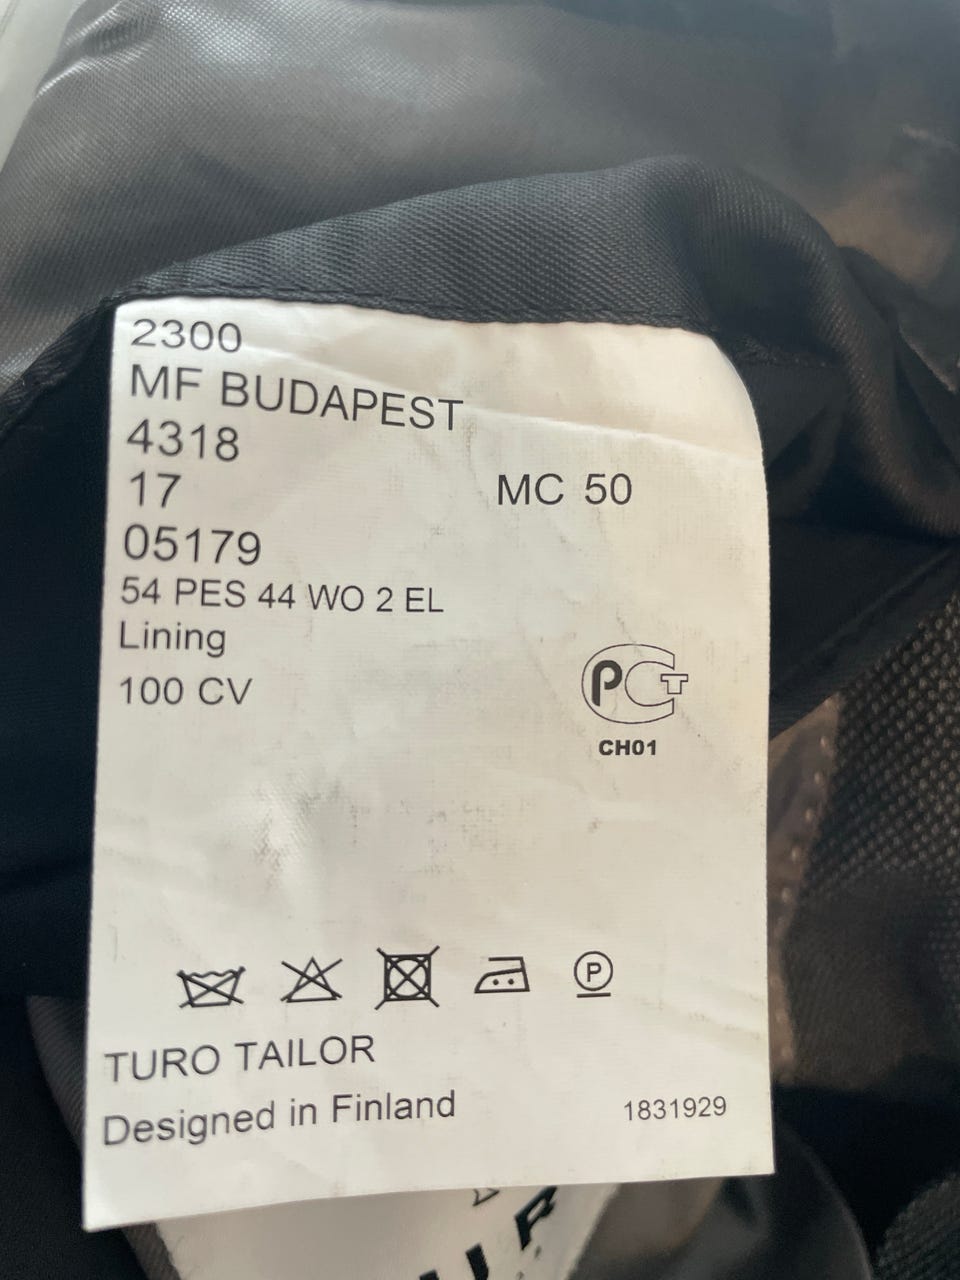 2300
MF BUDAPEST
4318
17 MC 50
05179
54 PES 44 WO 2 EL
Lining
100 CV
РСТ
CH01
P
TURO TAILOR
Designed in Finland 1831929